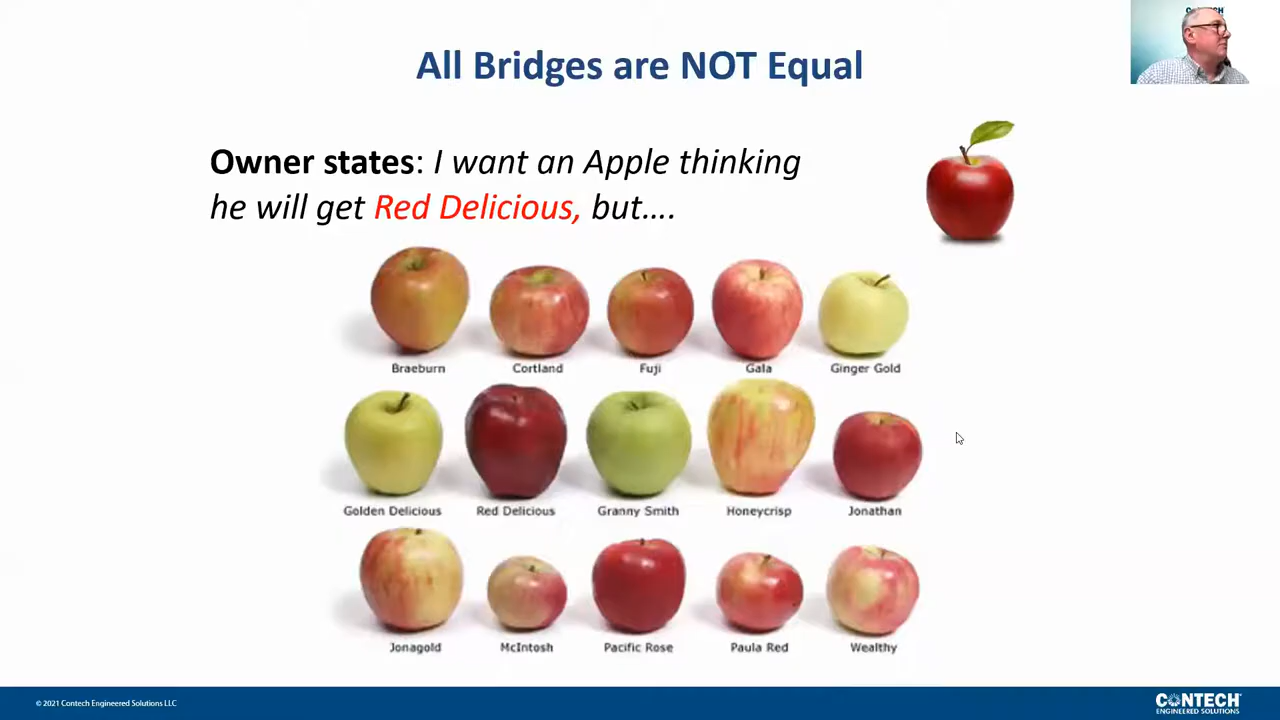 CONTECH
All Bridges are NOT Equal
Owner states: I want an Apple thinking
he will get Red Delicious, but....
Braeburn Cortland Fuji Gala Ginger Gold
Golden Delicious Red Delicious Granny Smith Honeycrisp Jonathan
Jonagold McIntosh Pacific Rose Paula Red Wealthy
© 2021 Contech Engineered Solutions LLC
CONTECH
ENGINEERED SOLUTIONS